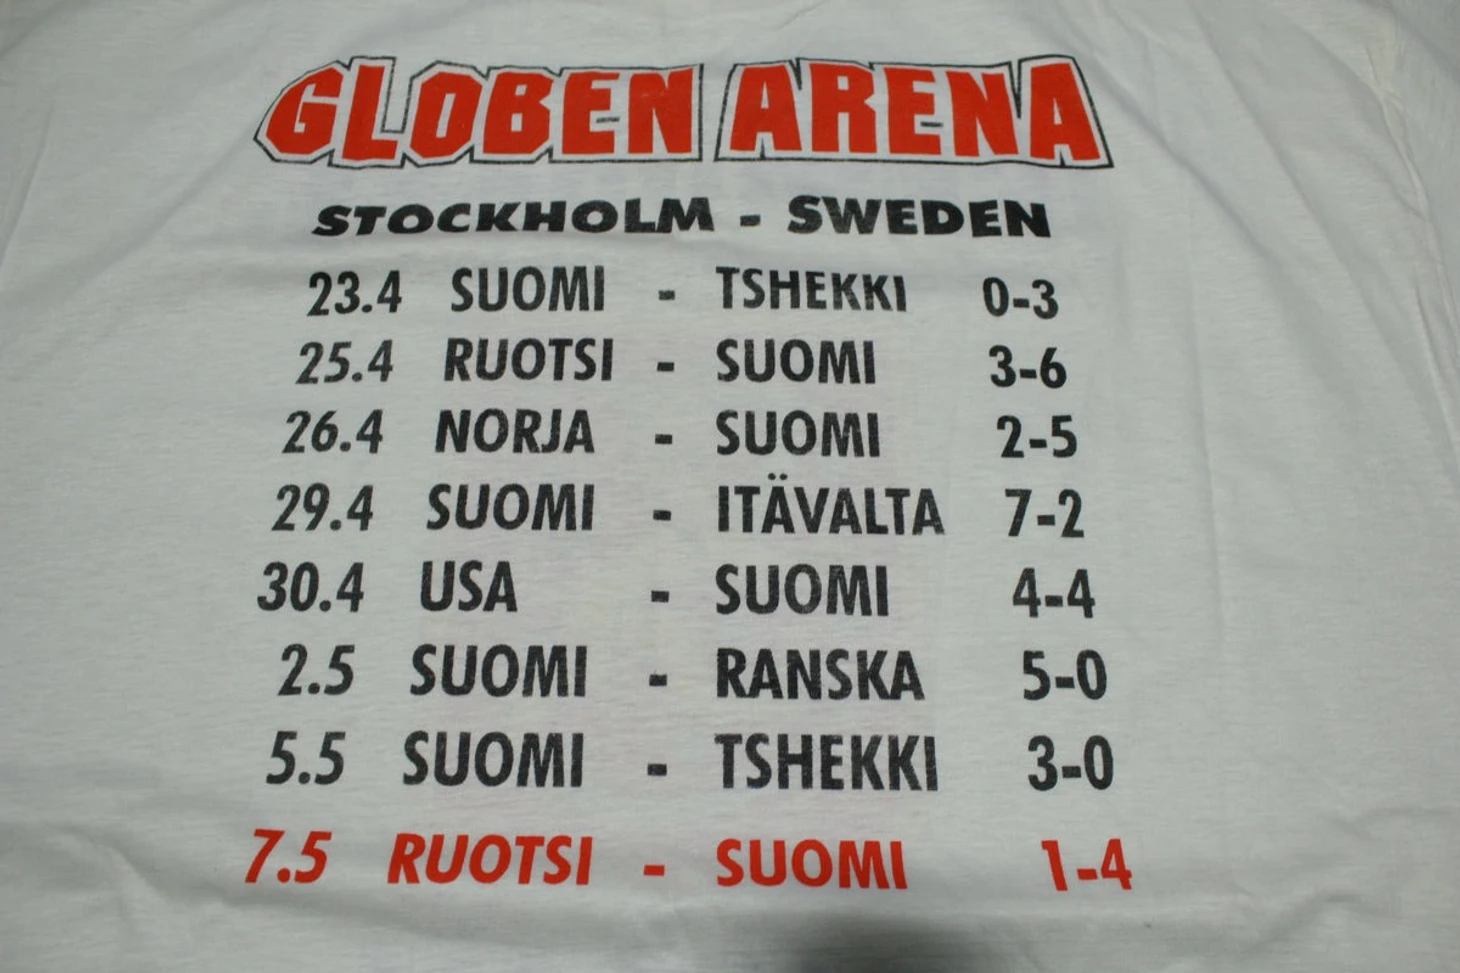 GLOBEN ARENA
STOCKHOLM - SWEDEN
23.4 SUOMI - TSHEKKI 0-3
25.4 RUOTSI - SUOMI 3-6
26.4 NORJA - SUOMI 2-5
29.4 SUOMI - ITÄVALTA 7-2
30.4 USA - SUOMI 4-4
2.5 SUOMI - RANSKA 5-0
5.5 SUOMI - TSHEKKI 3-0
7.5 RUOTSI - SUOMI 1-4